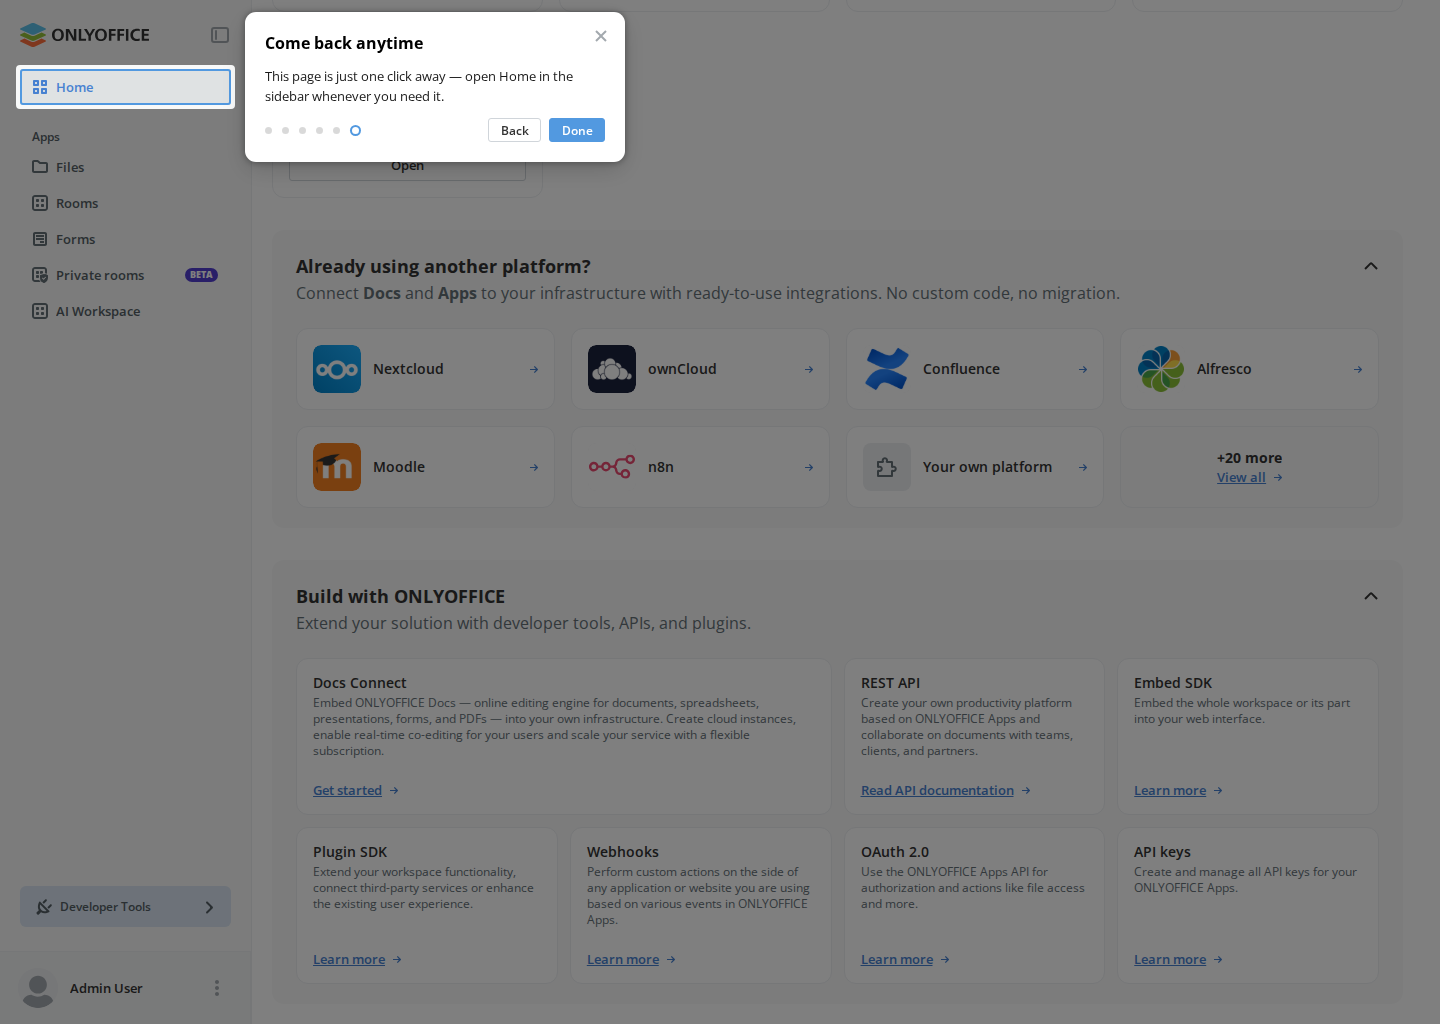 ONLYOFFICE
Home
Apps
Files
Rooms
Forms
Private rooms
BETA
AI Workspace
Developer Tools
Admin User
Come back anytime
This page is just one click away — open Home in the
sidebar whenever you need it.
Back
Done
Open
Already using another platform?
Connect Docs and Apps to your infrastructure with ready-to-use integrations. No custom code, no migration.
Nextcloud
ownCloud
Confluence
Alfresco
Moodle
n8n
Your own platform
+20 more
View all
Build with ONLYOFFICE
Extend your solution with developer tools, APIs, and plugins.
Docs Connect
Embed ONLYOFFICE Docs — online editing engine for documents, spreadsheets,
presentations, forms, and PDFs — into your own infrastructure. Create cloud instances,
enable real-time co-editing for your users and scale your service with a flexible
subscription.
Get started
REST API
Create your own productivity platform
based on ONLYOFFICE Apps and
collaborate on documents with teams,
clients, and partners.
Read API documentation
Embed SDK
Embed the whole workspace or its part
into your web interface.
Learn more
Plugin SDK
Extend your workspace functionality,
connect third-party services or enhance
the existing user experience.
Learn more
Webhooks
Perform custom actions on the side of
any application or website you are using
based on various events in ONLYOFFICE
Apps.
Learn more
OAuth 2.0
Use the ONLYOFFICE Apps API for
authorization and actions like file access
and more.
Learn more
API keys
Create and manage all API keys for your
ONLYOFFICE Apps.
Learn more